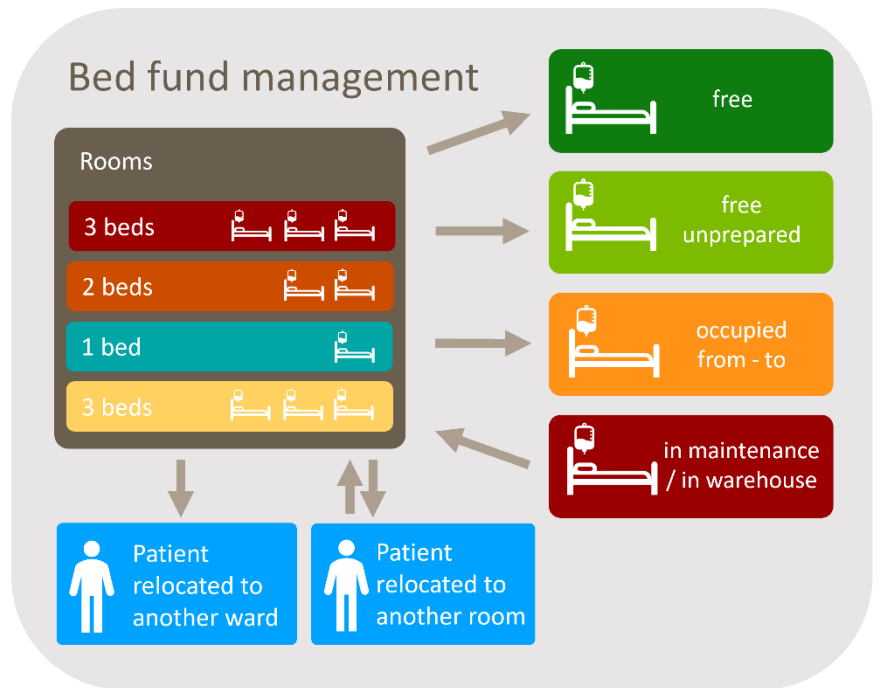 Bed fund management
Rooms
3 beds
2 beds
1 bed
3 beds
free
free
unprepared
occupied
from - to
in maintenance
/ in warehouse
Patient
relocated to
another ward
Patient
relocated to
another room